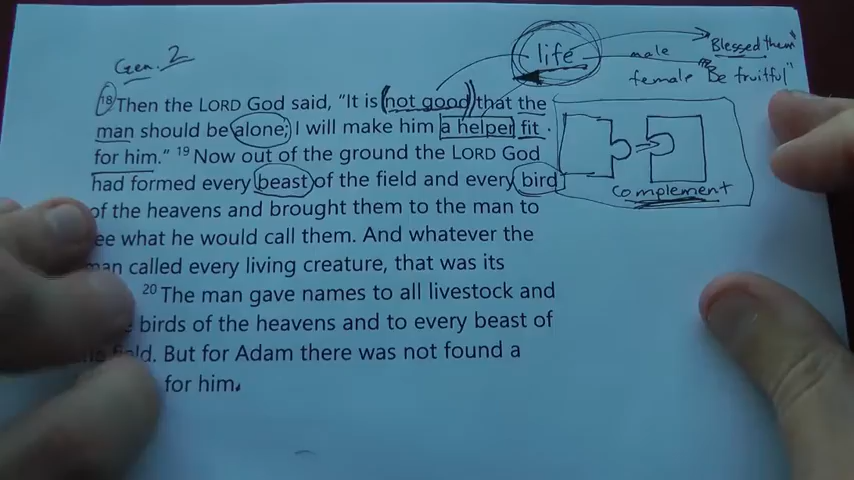 Gen. 2
life
male
female
"Blessed them"
"Be fruitful"
18 Then the LORD God said, "It is not good that the
man should be alone; I will make him a helper fit
for him." 19 Now out of the ground the LORD God
had formed every beast of the field and every bird
of the heavens and brought them to the man to
ee what he would call them. And whatever the
man called every living creature, that was its
20 The man gave names to all livestock and
birds of the heavens and to every beast of
field. But for Adam there was not found a
for him.
complement